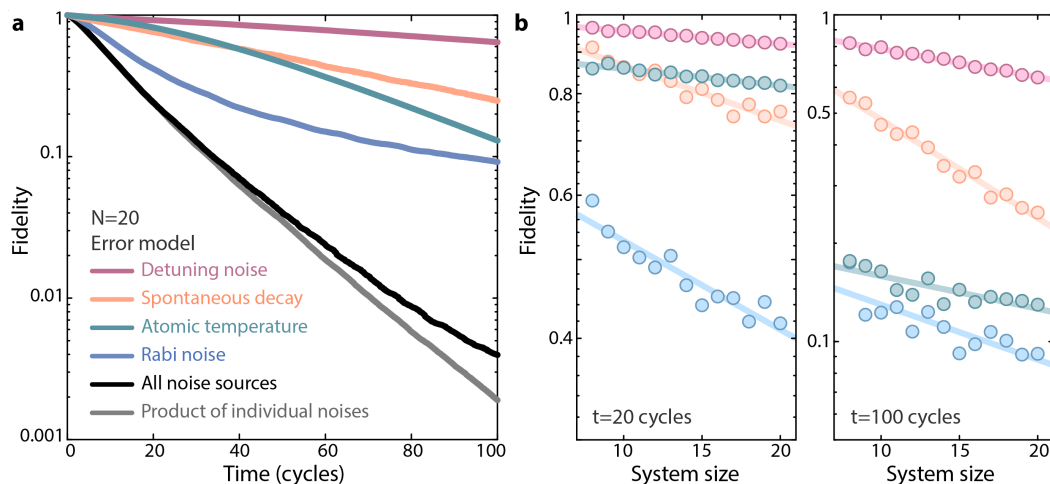 a
Fidelity
1
0.1
0.01
0.001
N=20
Error model
Detuning noise
Spontaneous decay
Atomic temperature
Rabi noise
All noise sources
Product of individual noises
0
20
40
60
80
100
Time (cycles)
b
Fidelity
1
0.8
0.6
0.4
t=20 cycles
10
15
20
System size
1
0.5
0.1
t=100 cycles
10
15
20
System size